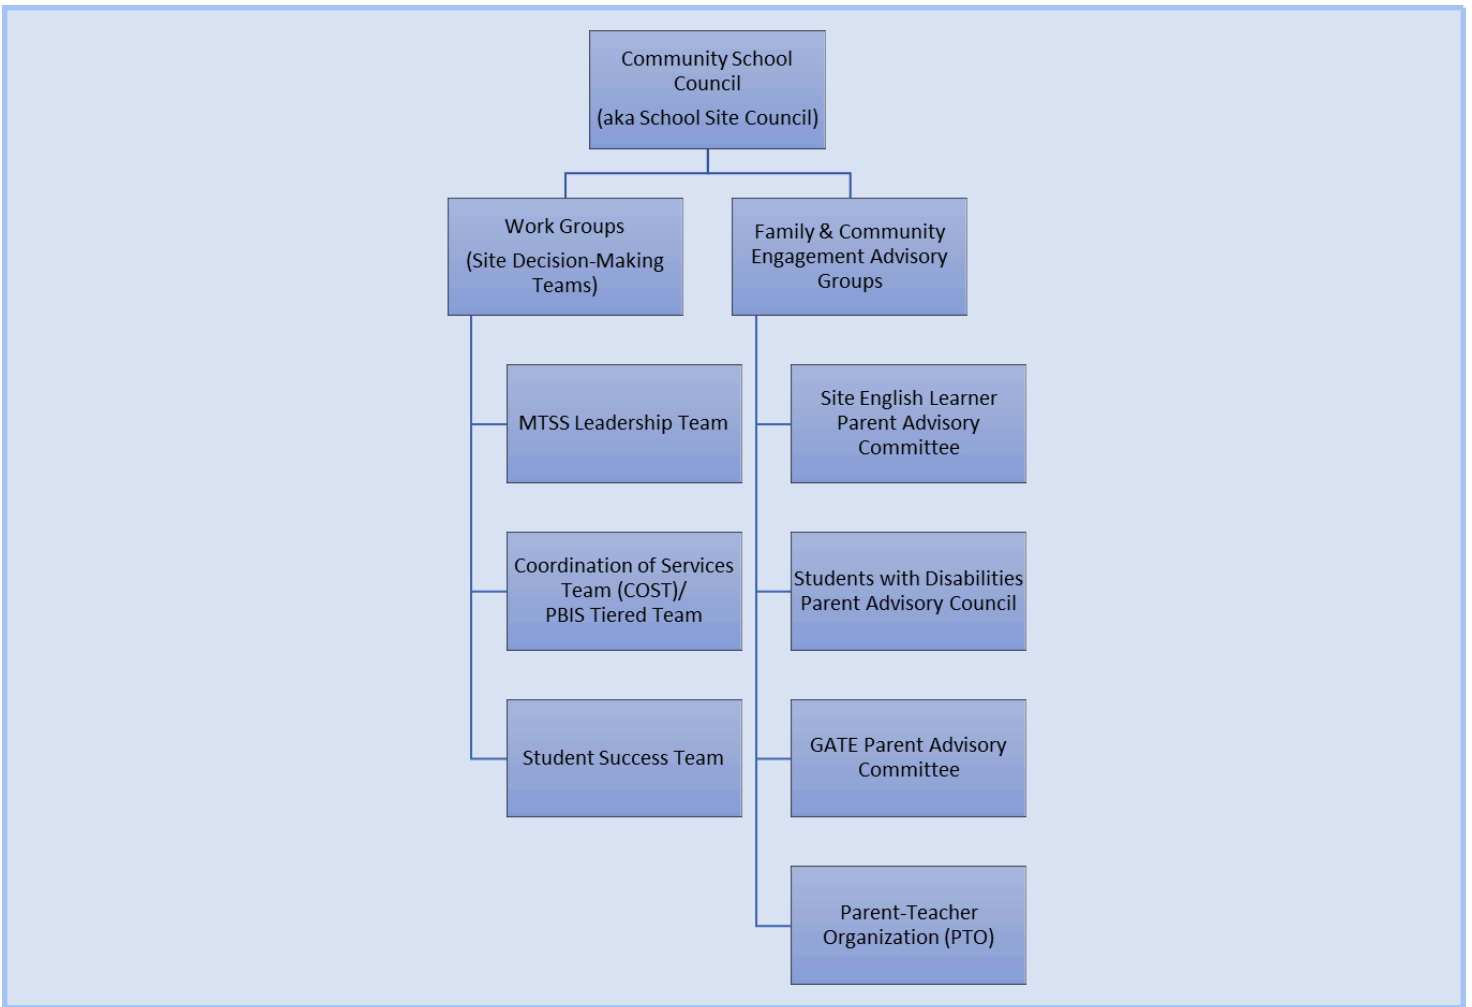 Community School
Council
(aka School Site Council)
Work Groups
(Site Decision-Making
Teams)
Family & Community
Engagement Advisory
Groups
MTSS Leadership Team
Site English Learner
Parent Advisory
Committee
Coordination of Services
Team (COST)/
PBIS Tiered Team
Students with Disabilities
Parent Advisory Council
Student Success Team
GATE Parent Advisory
Committee
Parent-Teacher
Organization (PTO)